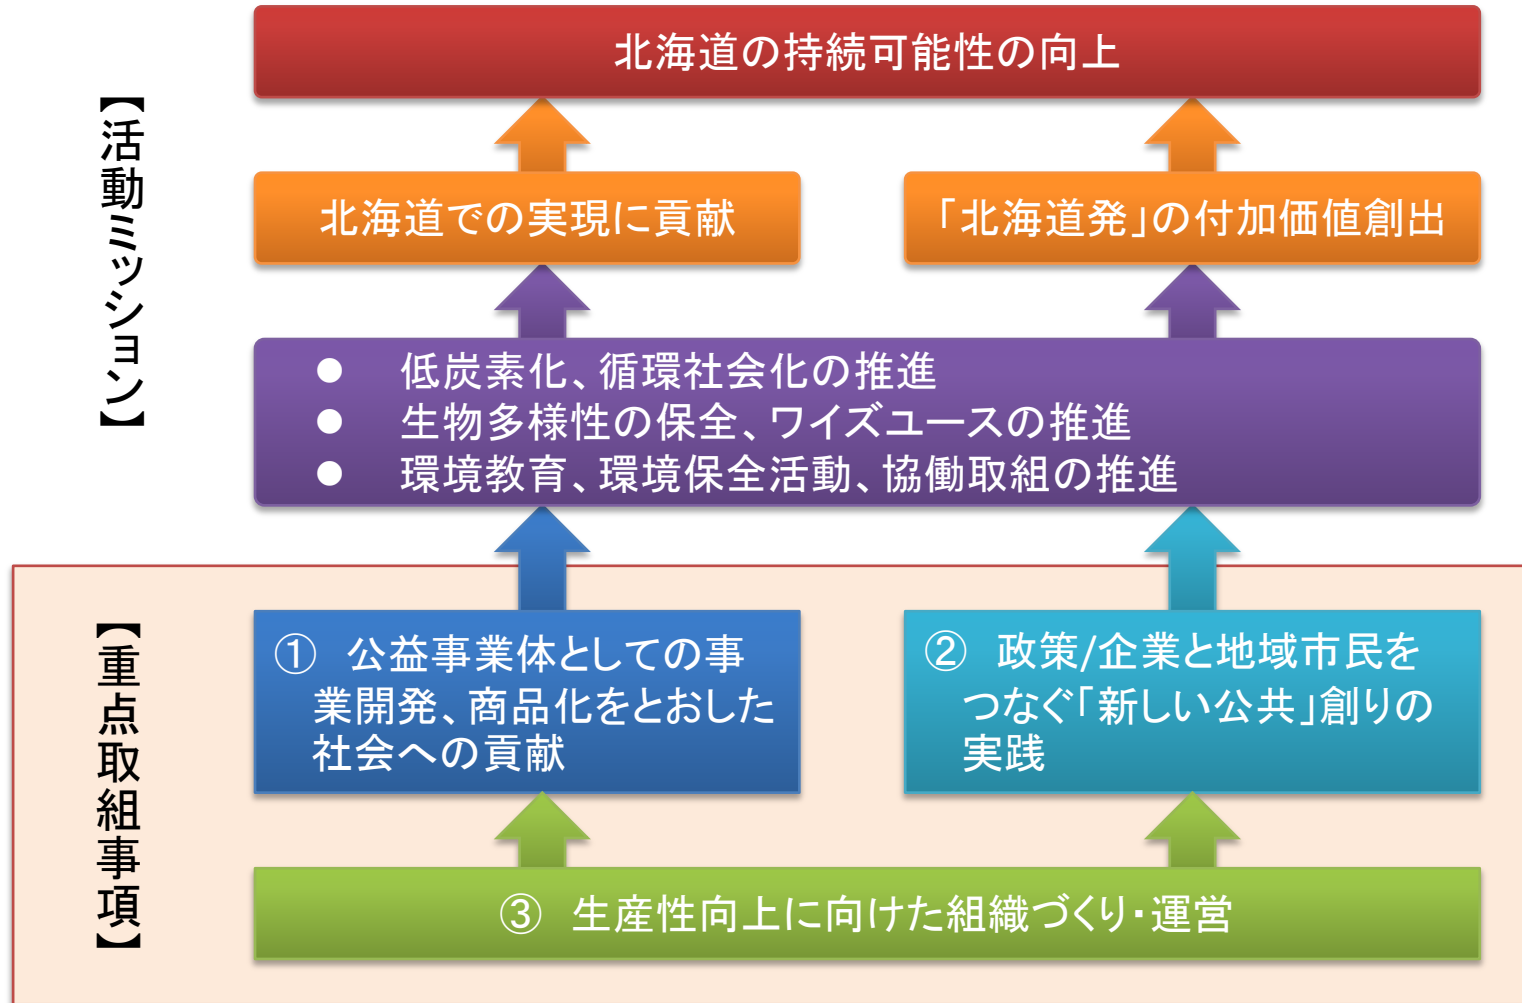 【活動ミッション】
北海道の持続可能性の向上
北海道での実現に貢献
「北海道発」の付加価値創出
● 低炭素化、循環社会化の推進
● 生物多様性の保全、ワイズユースの推進
● 環境教育、環境保全活動、協働取組の推進
【重点取組事項】
① 公益事業体としての事
業開発、商品化をとおした
社会への貢献
② 政策/企業と地域市民を
つなぐ「新しい公共」創りの
実践
③ 生産性向上に向けた組織づくり・運営